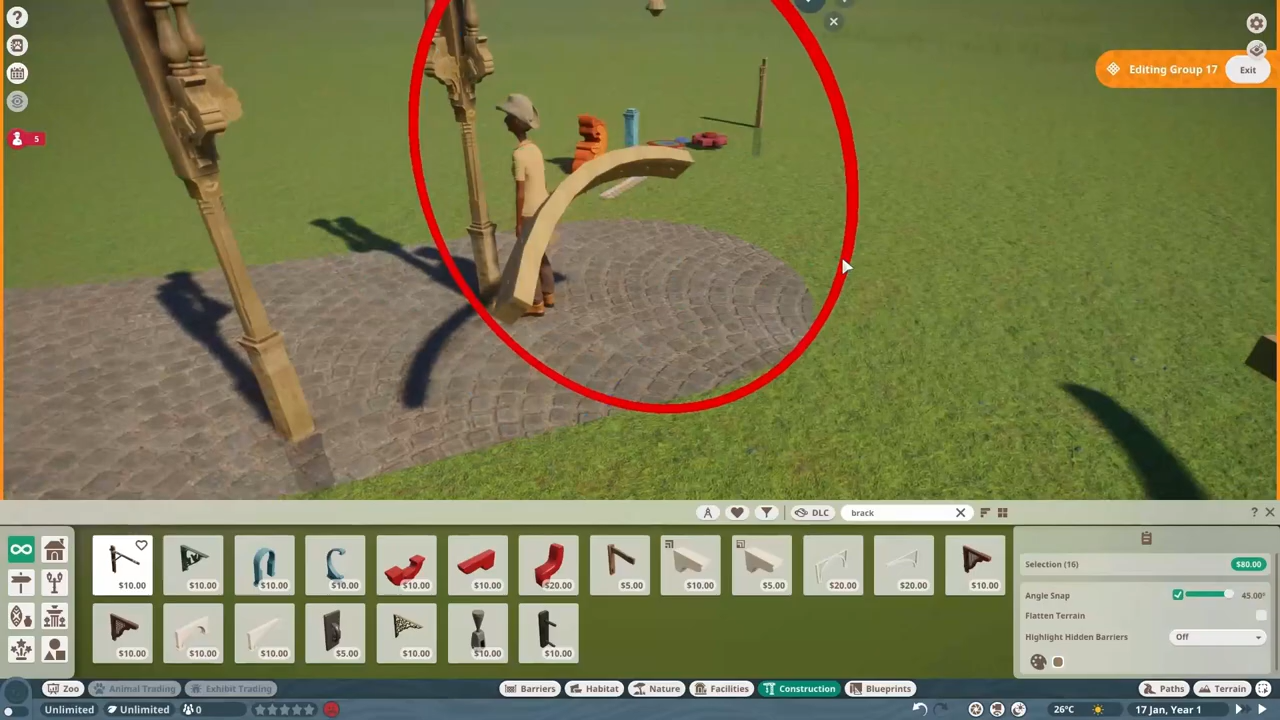 ?
Editing Group 17
Exit
5
DLC
brack
?
$10.00
$10.00
$10.00
$10.00
$10.00
$10.00
$20.00
$5.00
$10.00
$5.00
$20.00
$20.00
$10.00
$10.00
$10.00
$10.00
$5.00
$10.00
$10.00
$10.00
Selection (16)
$80.00
Angle Snap
45.00°
Flatten Terrain
Highlight Hidden Barriers
Off
Zoo
Animal Trading
Exhibit Trading
Barriers
Habitat
Nature
Facilities
Construction
Blueprints
Paths
Terrain
Unlimited
Unlimited
0
26°C
17 Jan, Year 1